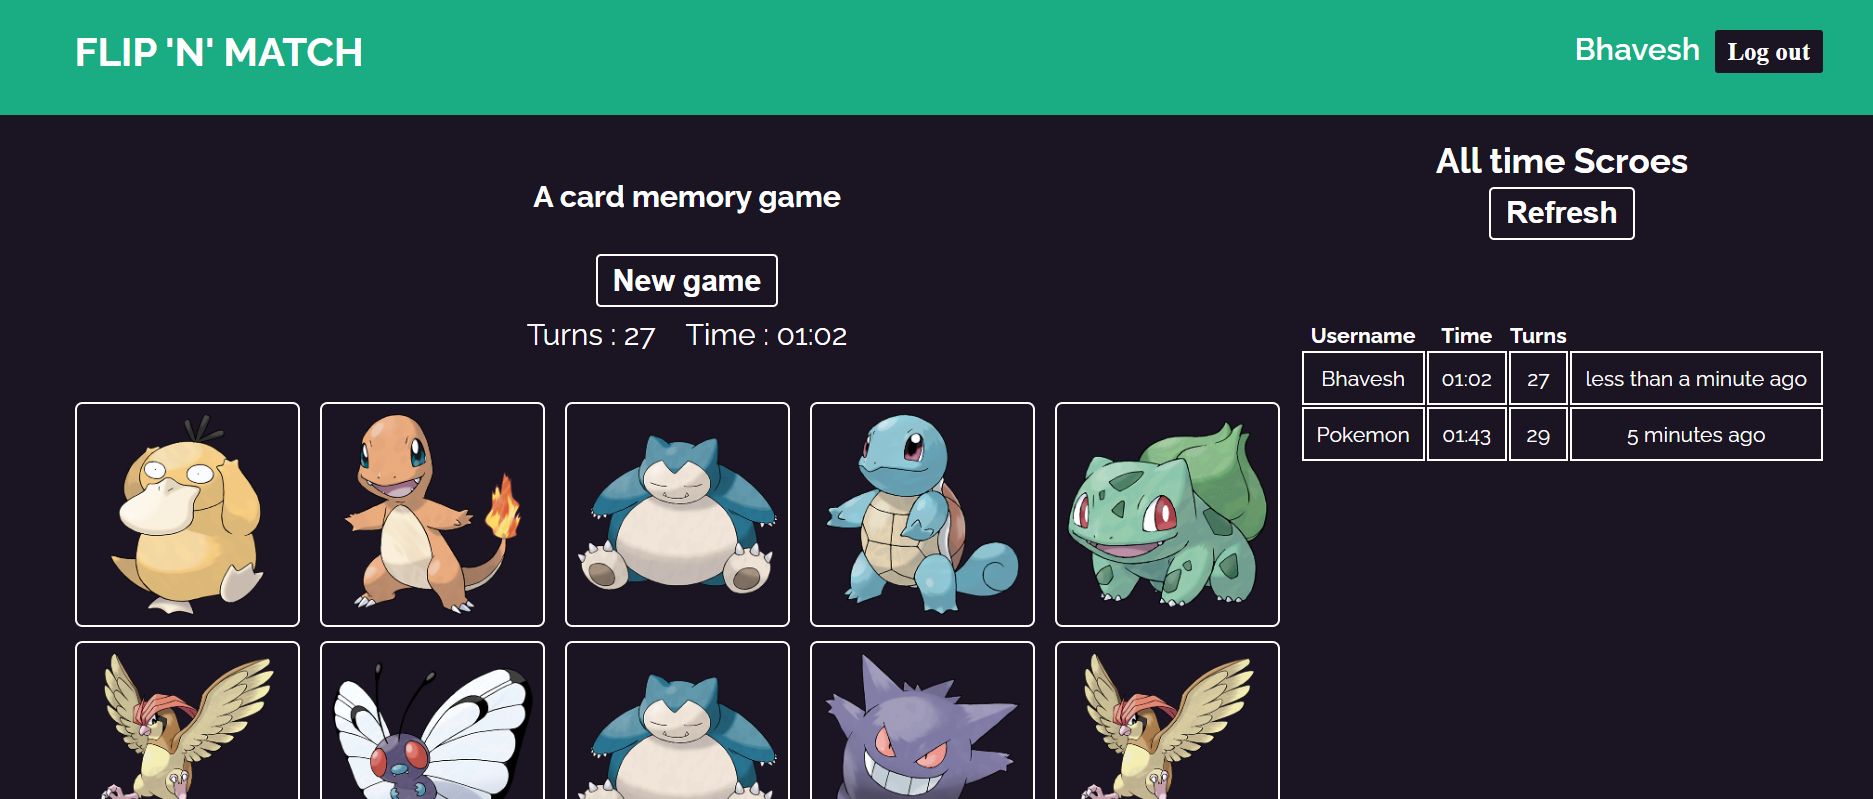 FLIP 'N' MATCH
Bhavesh Log out
A card memory game
New game
Turns : 27 Time : 01:02
All time Scroes
Refresh
Username Time Turns
Bhavesh 01:02 27 less than a minute ago
Pokemon 01:43 29 5 minutes ago